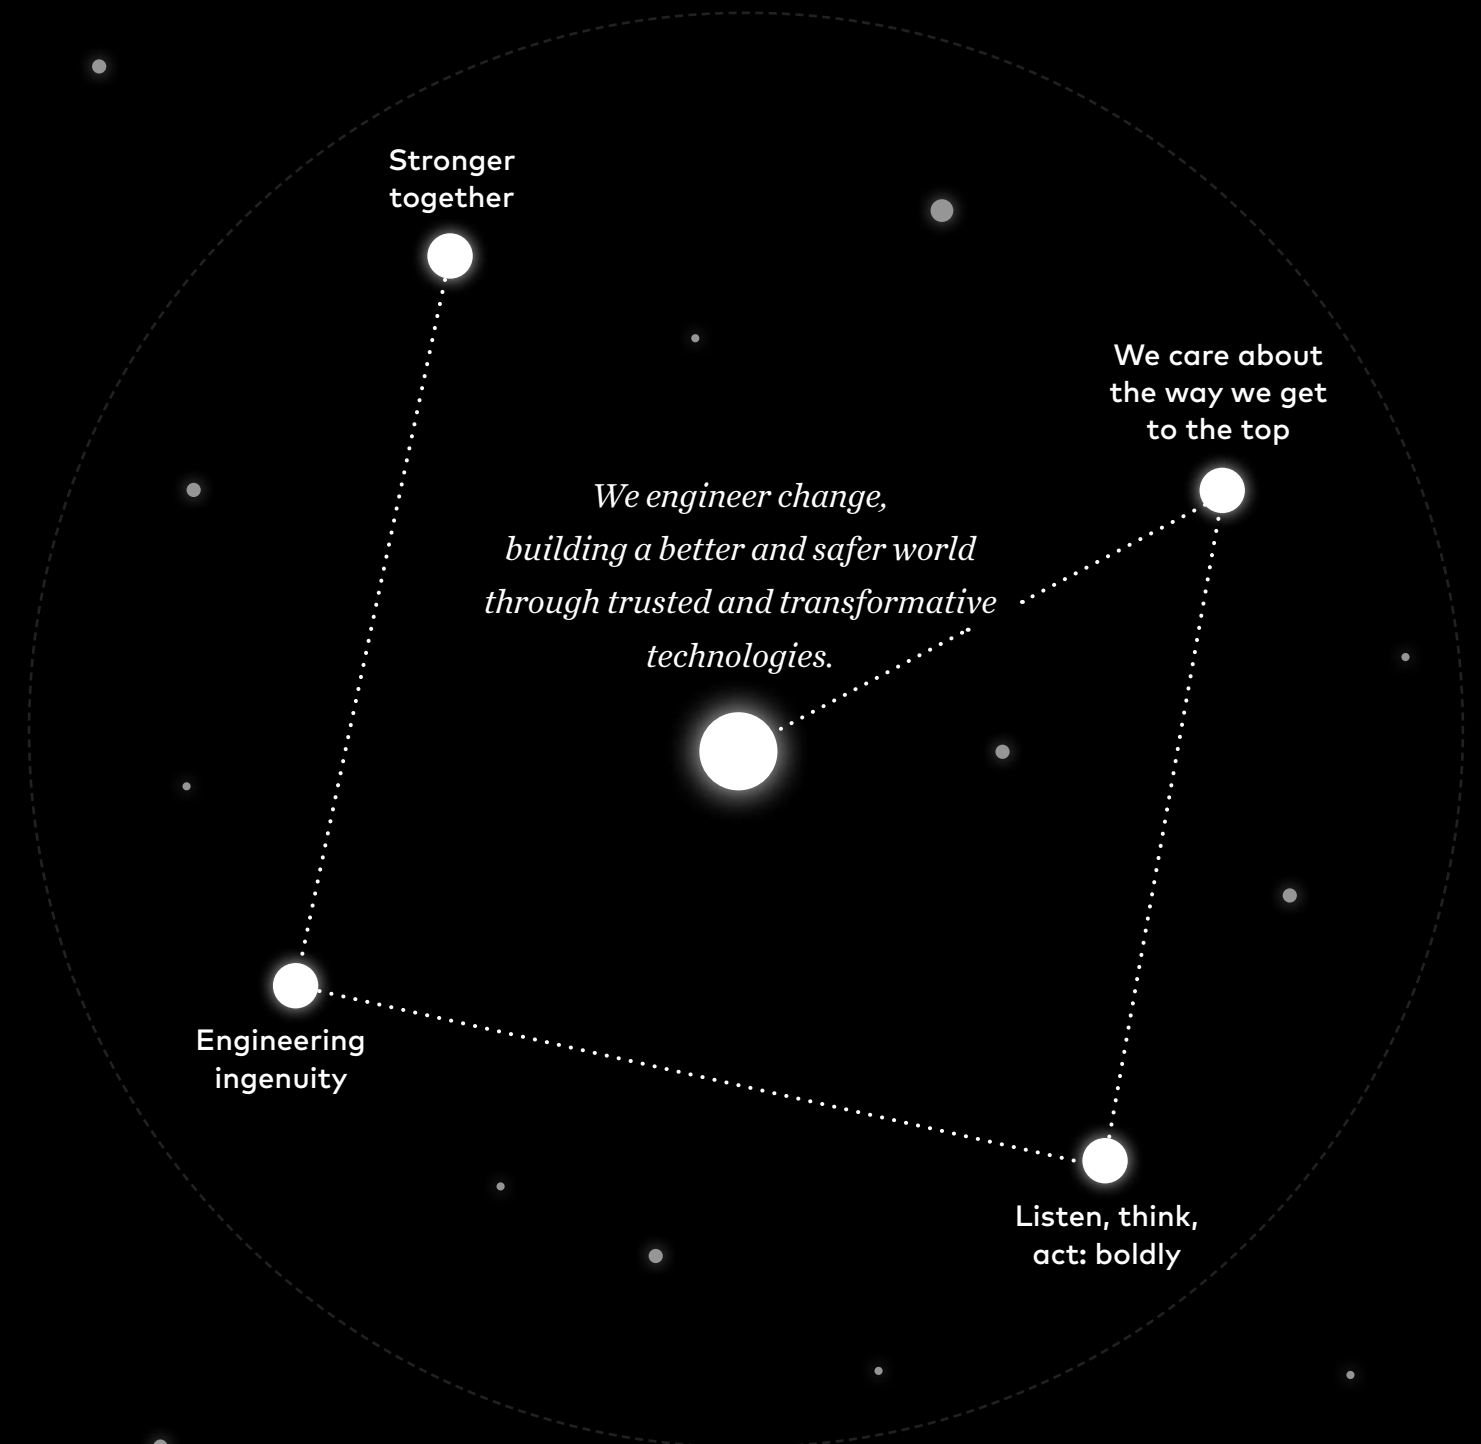 Stronger
together
We care about
the way we get
to the top
We engineer change,
building a better and safer world
through trusted and transformative
technologies.
Engineering
ingenuity
Listen, think,
act: boldly